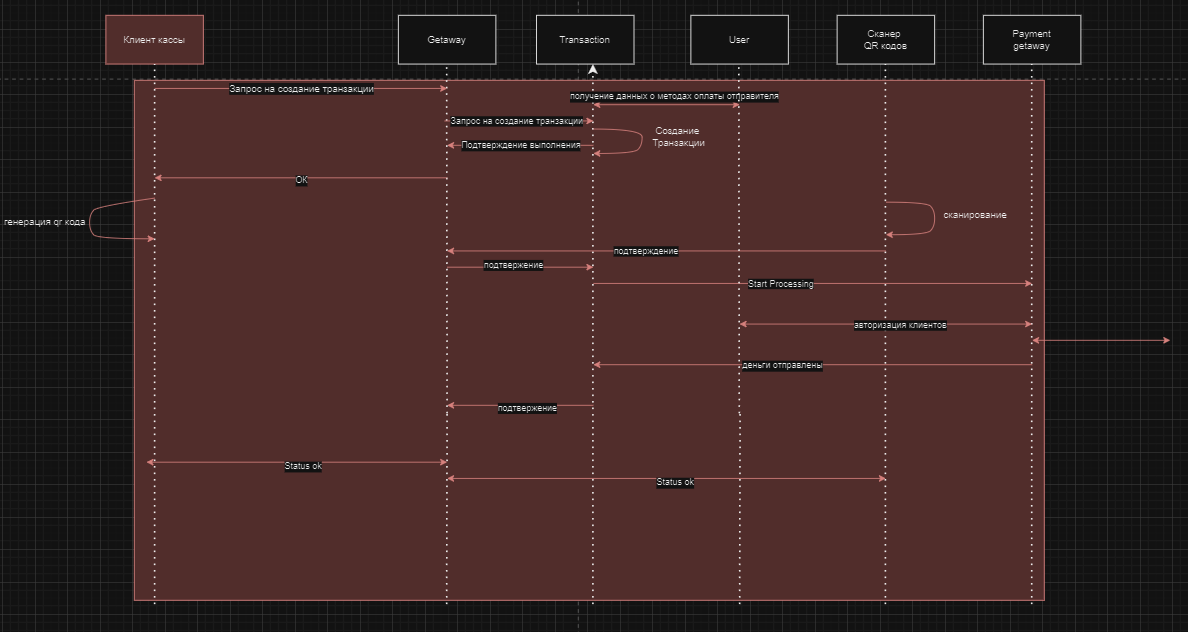 Клиент кассы
Getaway
Transaction
User
Сканер
QR кодов
Payment
getaway
Запрос на создание транзакции
получение данных о методах оплаты отправителя
Запрос на создание транзакции
Создание
Транзакции
Подтверждение выполнения
OK
генерация qr кода
сканирование
подтверждение
подтвержение
Start Processing
авторизация клиентов
деньги отправлены
подтвержение
Status ok
Status ok